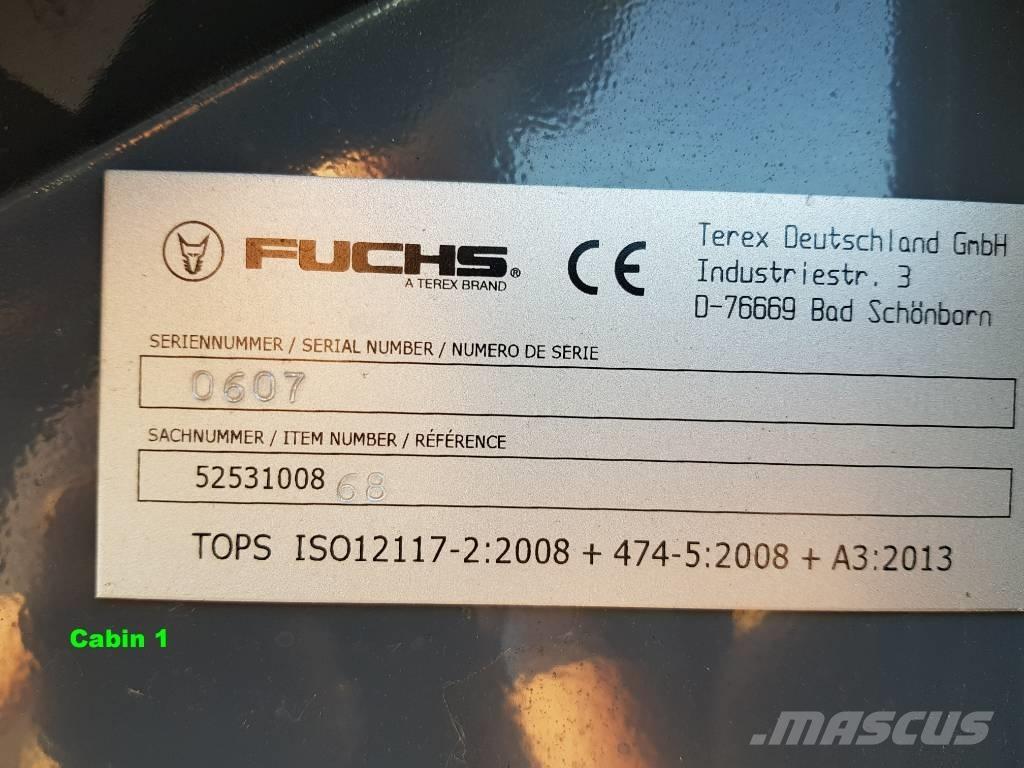 FUCHS®
A TEREX BRAND
CE
Terex Deutschland GmbH
Industriestr. 3
D-76669 Bad Schönborn
SERIENNUMMER / SERIAL NUMBER / NUMERO DE SERIE
0607
SACHNUMMER / ITEM NUMBER / RÉFÉRENCE
52531008 68
TOPS ISO12117-2:2008 + 474-5:2008 + A3:2013
Cabin 1
.MASCUS